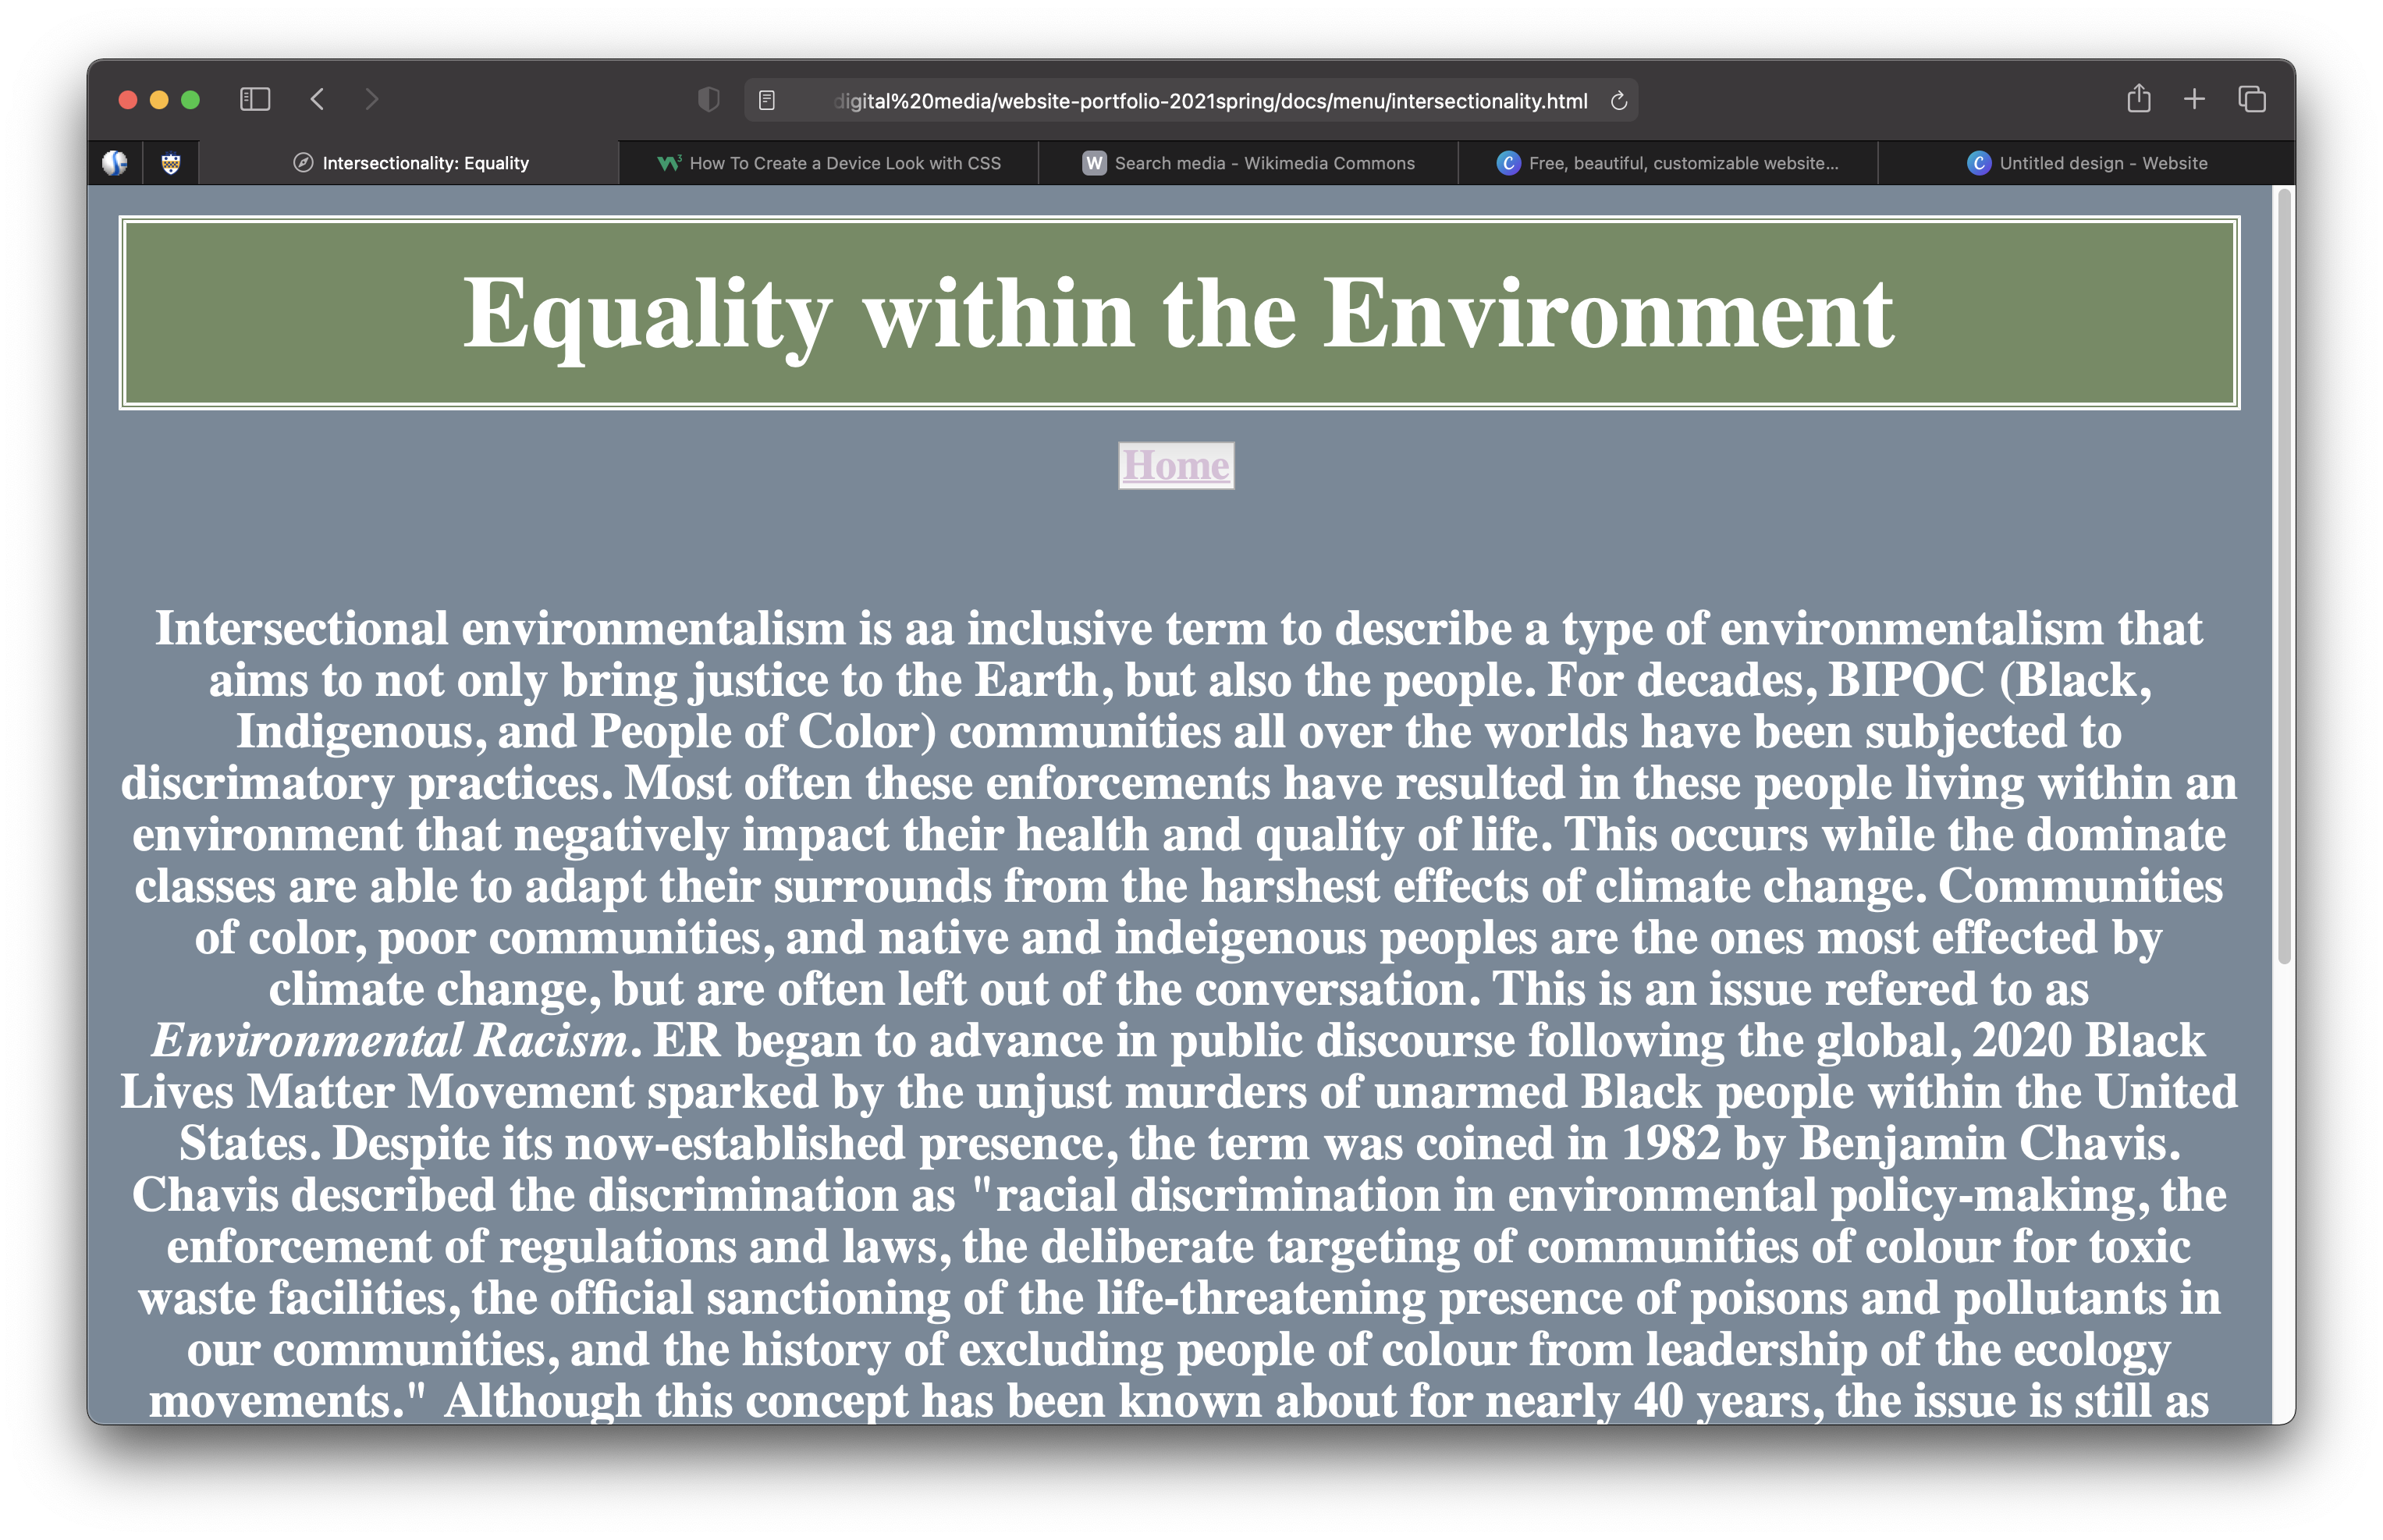 digital%20media/website-portfolio-2021spring/docs/menu/intersectionality.html
Intersectionality: Equality
How To Create a Device Look with CSS
Search media - Wikimedia Commons
Free, beautiful, customizable website...
Untitled design - Website
Equality within the Environment
Home
Intersectional environmentalism is aa inclusive term to describe a type of environmentalism that
aims to not only bring justice to the Earth, but also the people. For decades, BIPOC (Black,
Indigenous, and People of Color) communities all over the worlds have been subjected to
discrimatory practices. Most often these enforcements have resulted in these people living within an
environment that negatively impact their health and quality of life. This occurs while the dominate
classes are able to adapt their surrounds from the harshest effects of climate change. Communities
of color, poor communities, and native and indeigenous peoples are the ones most effected by
climate change, but are often left out of the conversation. This is an issue refered to as
Environmental Racism. ER began to advance in public discourse following the global, 2020 Black
Lives Matter Movement sparked by the unjust murders of unarmed Black people within the United
States. Despite its now-established presence, the term was coined in 1982 by Benjamin Chavis.
Chavis described the discrimination as "racial discrimination in environmental policy-making, the
enforcement of regulations and laws, the deliberate targeting of communities of colour for toxic
waste facilities, the official sanctioning of the life-threatening presence of poisons and pollutants in
our communities, and the history of excluding people of colour from leadership of the ecology
movements." Although this concept has been known about for nearly 40 years, the issue is still as